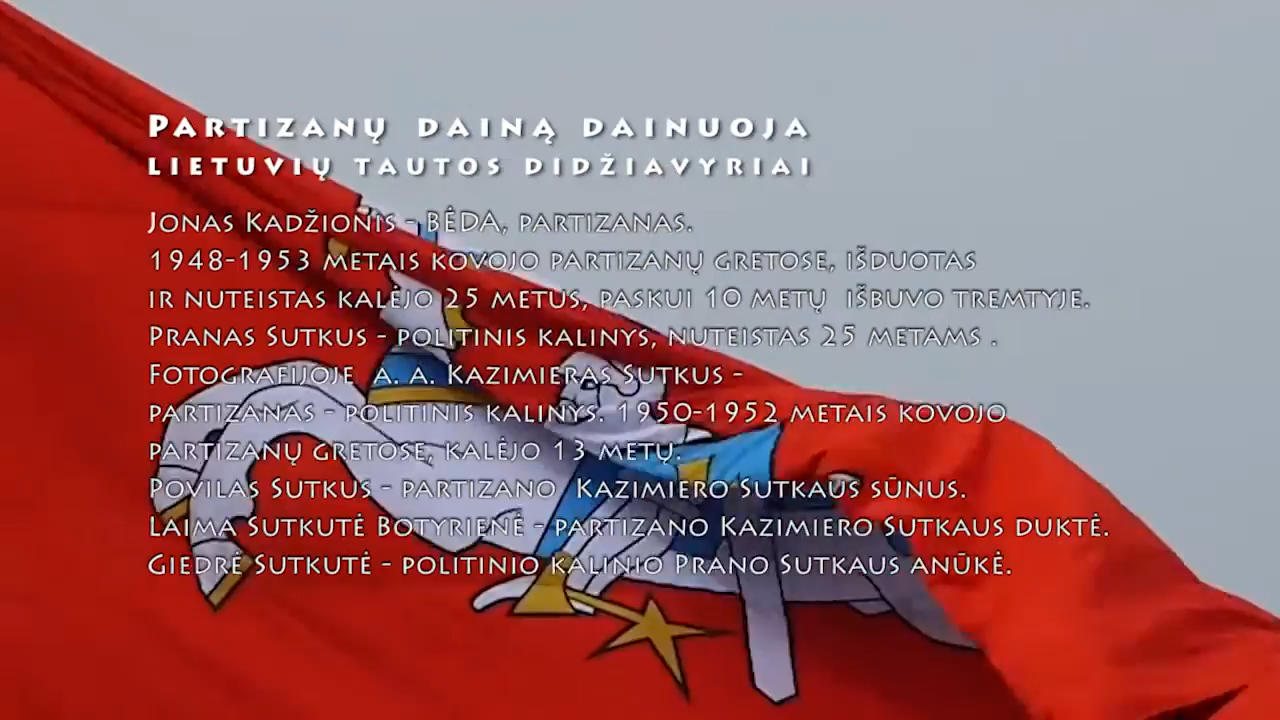 Partizanų dainą dainuoja
lietuvių tautos didžiavyriai
Jonas Kadžionis - BĖDA, partizanas.
1948-1953 metais kovojo partizanų gretose, išduotas
ir nuteistas kalėjo 25 metus, paskui 10 metų išbuvo tremtyje.
Pranas Sutkus - politinis kalinys, nuteistas 25 metams .
Fotografijoje a. a. Kazimieras Sutkus -
partizanas - politinis kalinys. 1950-1952 metais kovojo
partizanų gretose, kalėjo 13 metų.
Povilas Sutkus - partizano Kazimiero Sutkaus sūnus.
Laima Sutkutė Botyrienė - partizano Kazimiero Sutkaus duktė.
Giedrė Sutkutė - politinio kalinio Prano Sutkaus anūkė.